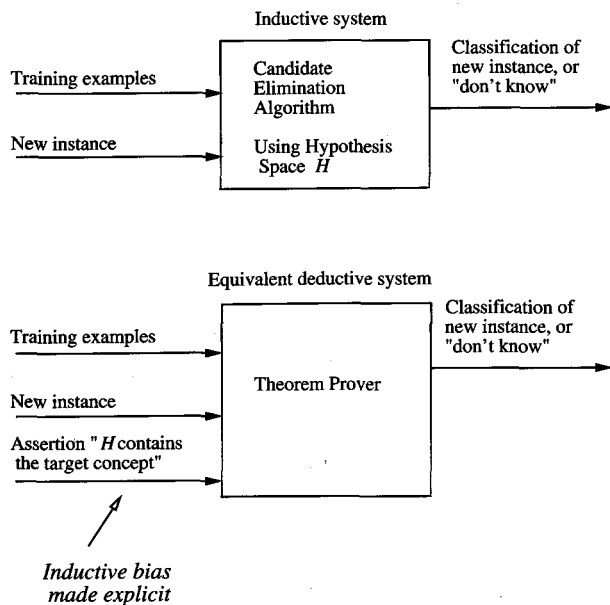 Inductive system
Training examples
New instance
Candidate
Elimination
Algorithm
Using Hypothesis
Space H
Classification of
new instance, or
"don't know"
Equivalent deductive system
Training examples
New instance
Assertion "H contains
the target concept"
Theorem Prover
Classification of
new instance, or
"don't know"
Inductive bias
made explicit